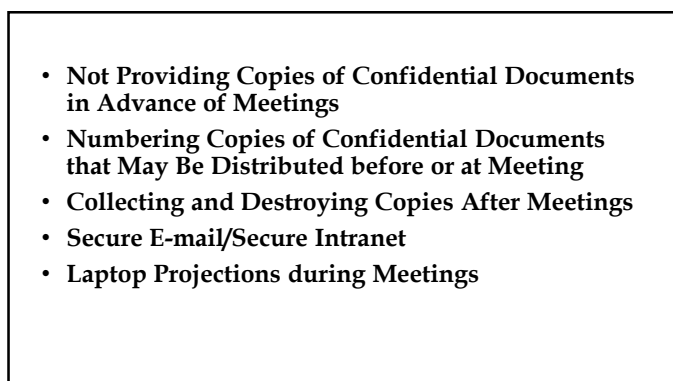 • Not Providing Copies of Confidential Documents
in Advance of Meetings
• Numbering Copies of Confidential Documents
that May Be Distributed before or at Meeting
• Collecting and Destroying Copies After Meetings
• Secure E-mail/Secure Intranet
• Laptop Projections during Meetings